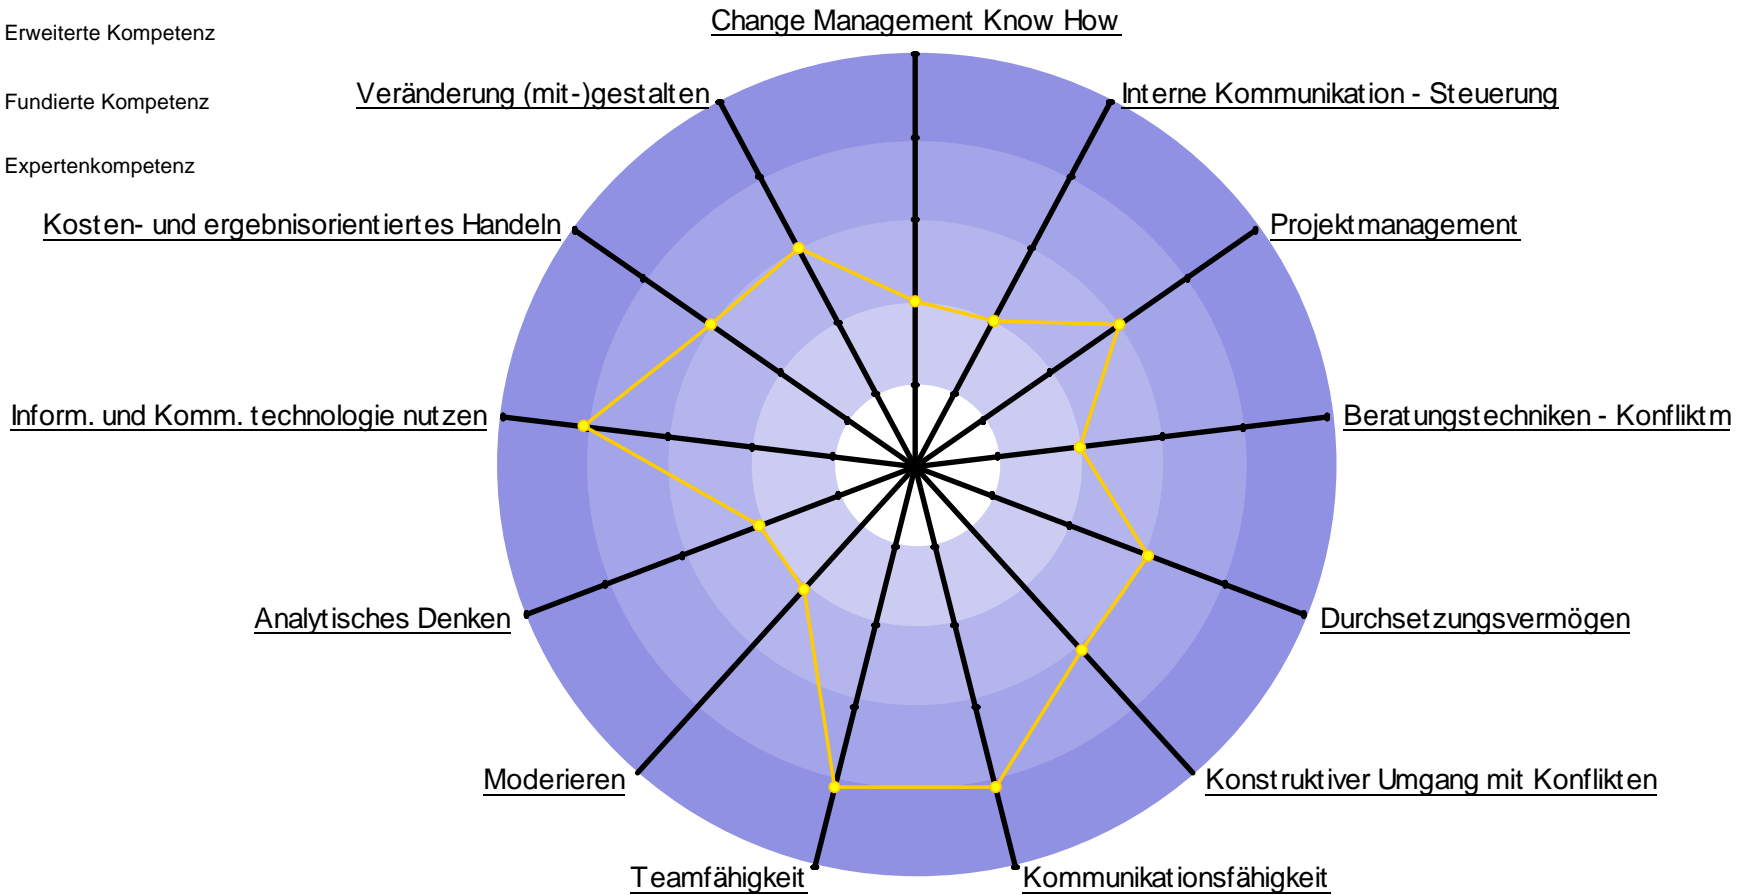 Change Management Know How
Erweiterte Kompetenz
Veränderung (mit-)gestalten
Interne Kommunikation - Steuerung
Fundierte Kompetenz
Expertenkompetenz
Kosten- und ergebnisorientiertes Handeln
Projektmanagement
Inform. und Komm. technologie nutzen
Beratungstechniken - Konfliktm
Analytisches Denken
Durchsetzungsvermögen
Moderieren
Konstruktiver Umgang mit Konflikten
Teamfähigkeit
Kommunikationsfähigkeit